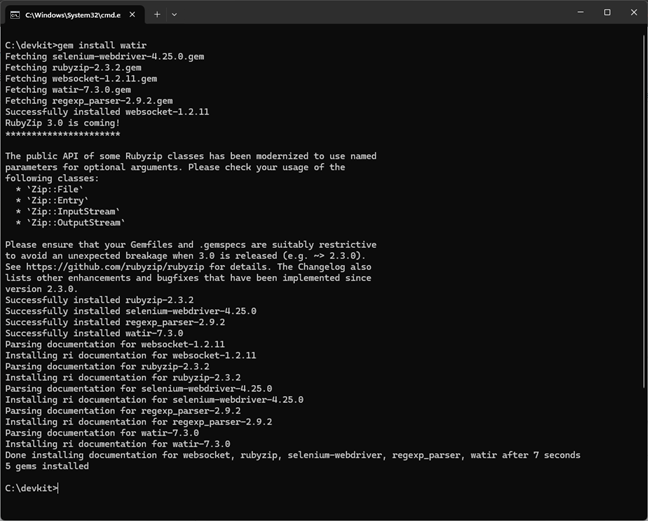 C:\Windows\System32\cmd.e
C:\devkit>gem install watir
Fetching selenium-webdriver-4.25.0.gem
Fetching rubyzip-2.3.2.gem
Fetching websocket-1.2.11.gem
Fetching watir-7.3.0.gem
Fetching regexp_parser-2.9.2.gem
Successfully installed websocket-1.2.11
RubyZip 3.0 is coming!
**********************
The public API of some Rubyzip classes has been modernized to use named
parameters for optional arguments. Please check your usage of the
following classes:
* `Zip::File`
* `Zip::Entry`
* `Zip::InputStream`
* `Zip::OutputStream`
Please ensure that your Gemfiles and .gemspecs are suitably restrictive
to avoid an unexpected breakage when 3.0 is released (e.g. ~> 2.3.0).
See https://github.com/rubyzip/rubyzip for details. The Changelog also
lists other enhancements and bugfixes that have been implemented since
version 2.3.0.
Successfully installed rubyzip-2.3.2
Successfully installed selenium-webdriver-4.25.0
Successfully installed regexp_parser-2.9.2
Successfully installed watir-7.3.0
Parsing documentation for websocket-1.2.11
Installing ri documentation for websocket-1.2.11
Parsing documentation for rubyzip-2.3.2
Installing ri documentation for rubyzip-2.3.2
Parsing documentation for selenium-webdriver-4.25.0
Installing ri documentation for selenium-webdriver-4.25.0
Parsing documentation for regexp_parser-2.9.2
Installing ri documentation for regexp_parser-2.9.2
Parsing documentation for watir-7.3.0
Installing ri documentation for watir-7.3.0
Done installing documentation for websocket, rubyzip, selenium-webdriver, regexp_parser, watir after 7 seconds
5 gems installed
C:\devkit>